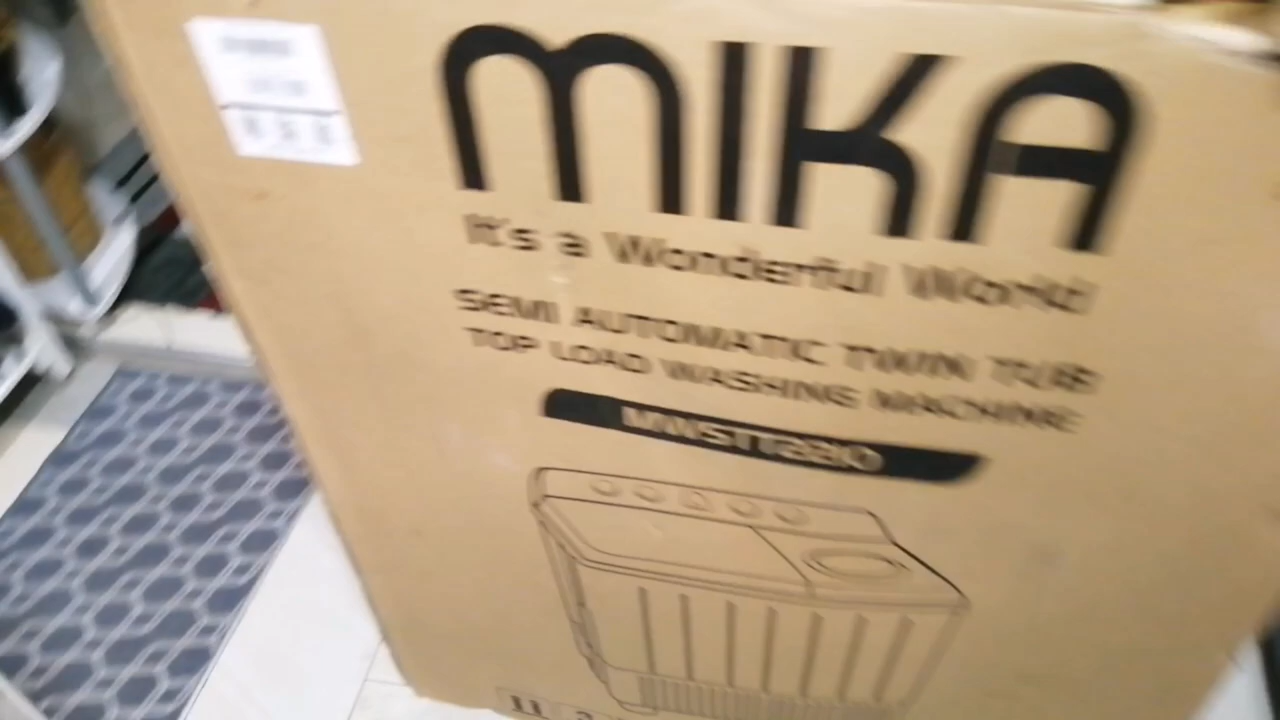 MIKA
It's a Wonderful World
SEMI AUTOMATIC TWIN TUB
TOP LOAD WASHING MACHINE